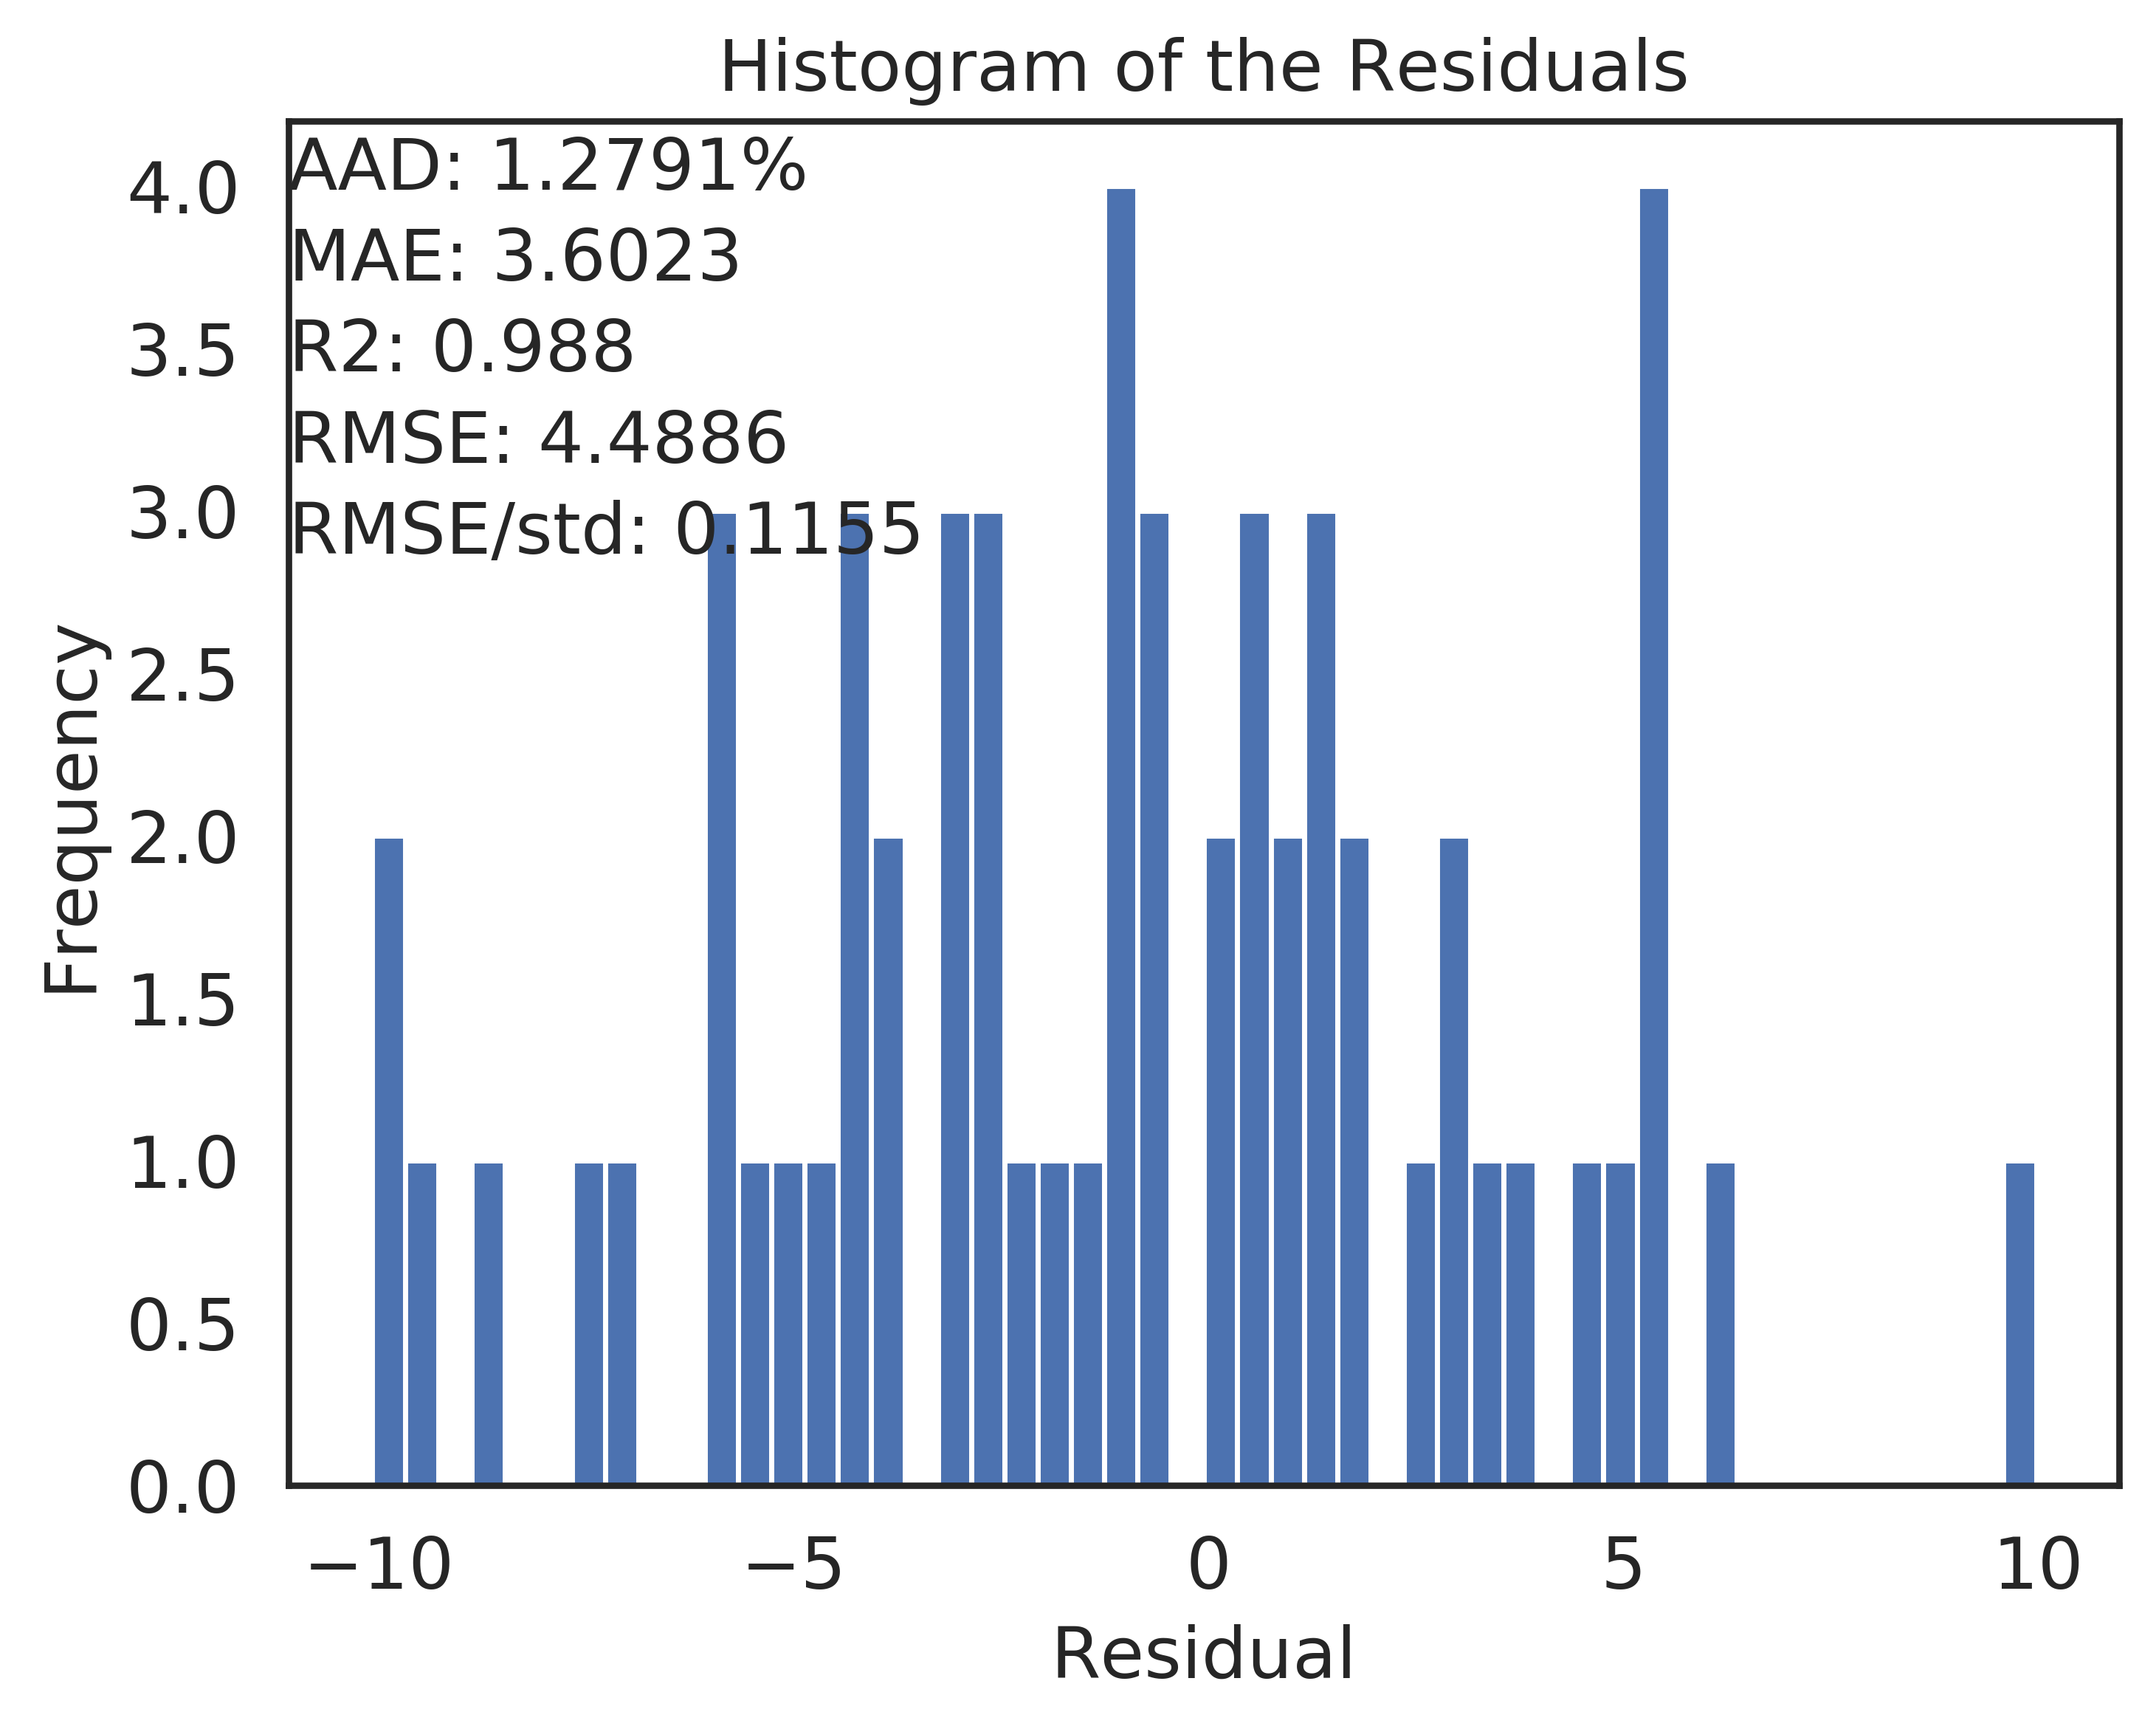 Histogram of the Residuals
AAD: 1.2791%
MAE: 3.6023
R2: 0.988
RMSE: 4.4886
RMSE/std: 0.1155
4.0
3.5
3.0
2.5
2.0
1.5
1.0
0.5
0.0
Frequency
−10 −5 0 5 10
Residual